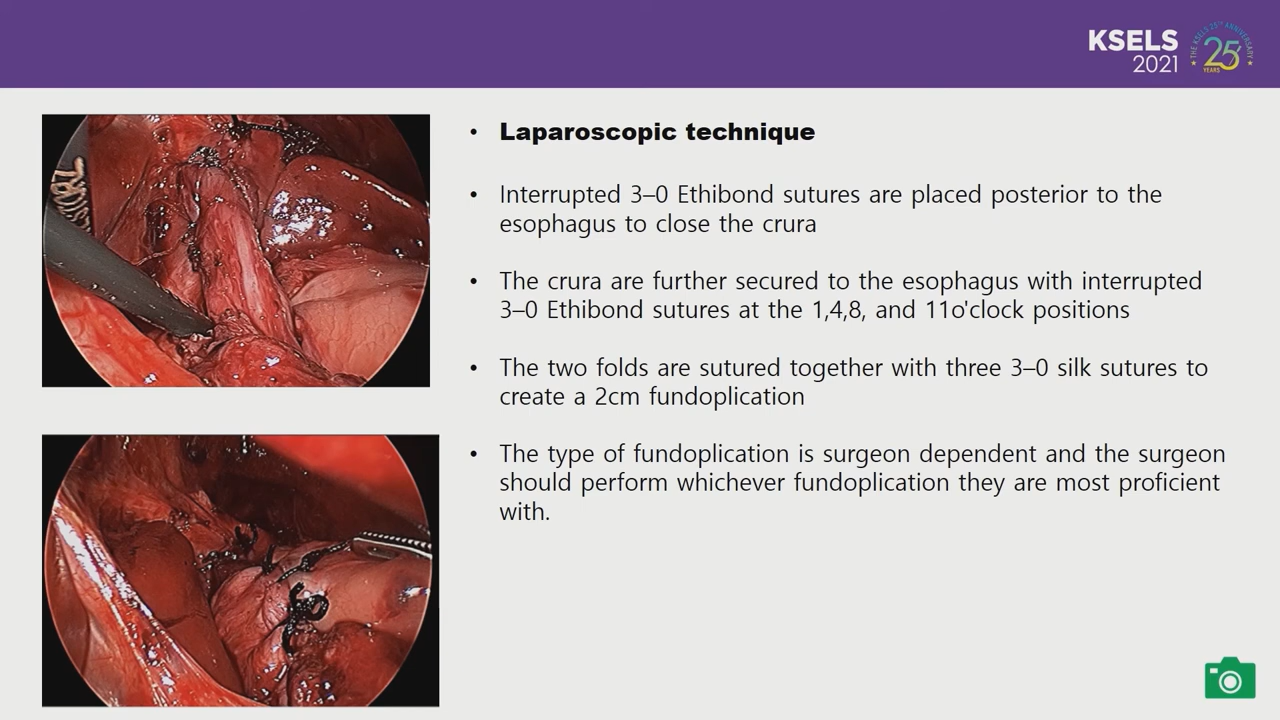 KSELS
2021
THE KSELS 25TH ANNIVERSARY
25
YEARS
• Laparoscopic technique
• Interrupted 3–0 Ethibond sutures are placed posterior to the
esophagus to close the crura
• The crura are further secured to the esophagus with interrupted
3–0 Ethibond sutures at the 1,4,8, and 11o'clock positions
• The two folds are sutured together with three 3–0 silk sutures to
create a 2cm fundoplication
• The type of fundoplication is surgeon dependent and the surgeon
should perform whichever fundoplication they are most proficient
with.